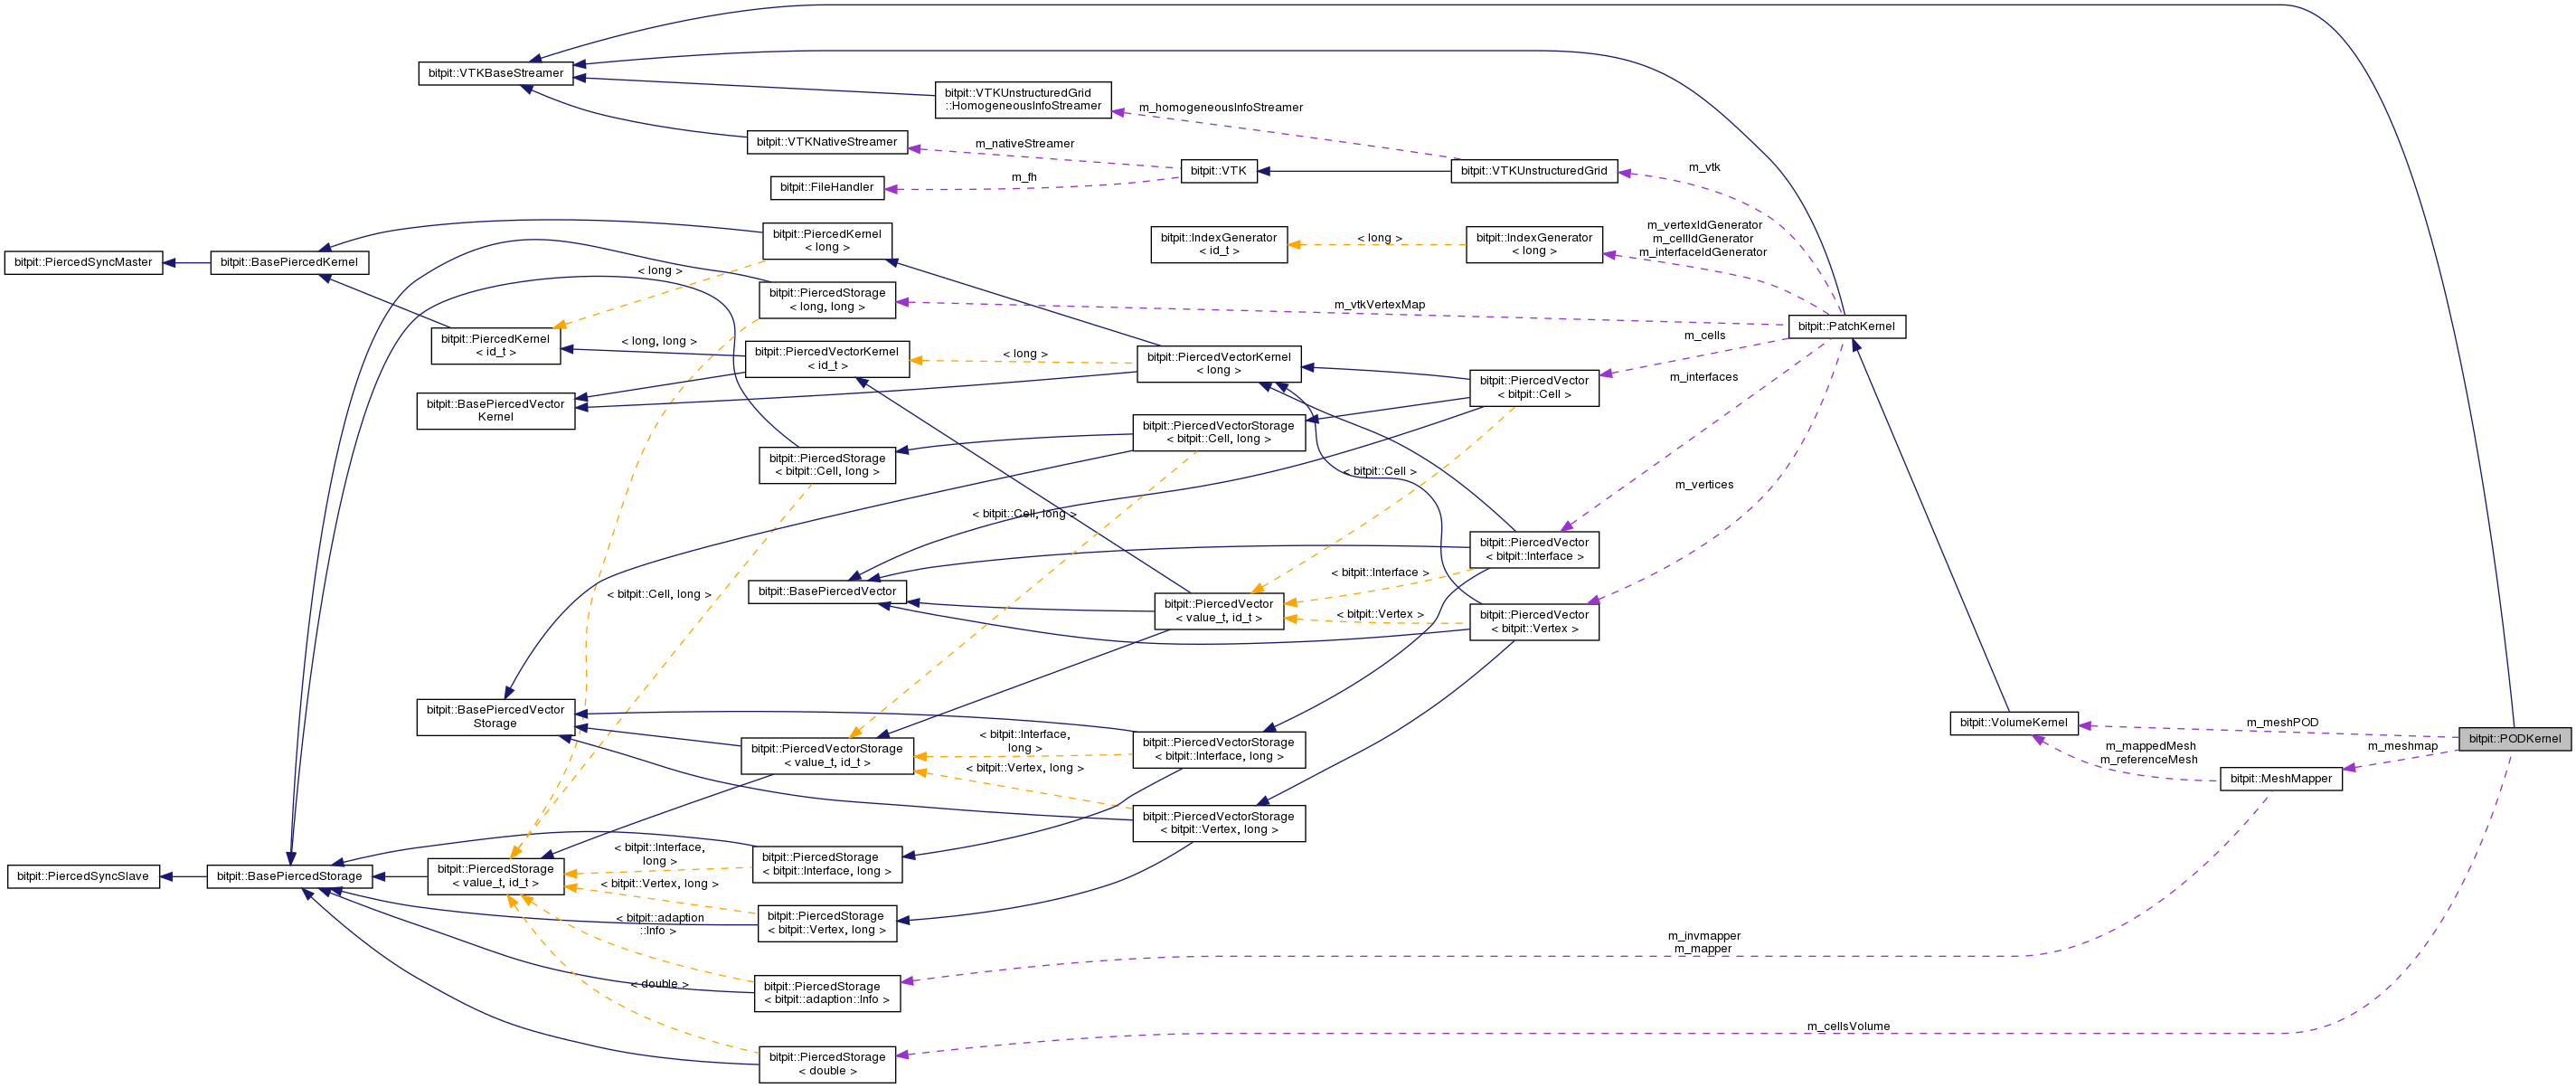 bitpit::VTKBaseStreamer
bitpit::VTKUnstructuredGrid
::HomogeneousInfoStreamer
m_homogeneousInfoStreamer
bitpit::VTKNativeStreamer
m_nativeStreamer
bitpit::VTK
bitpit::VTKUnstructuredGrid
m_vtk
bitpit::FileHandler
m_fh
bitpit::PiercedKernel
< long >
bitpit::IndexGenerator
< id_t >
< long >
bitpit::IndexGenerator
< long >
m_vertexIdGenerator
m_cellIdGenerator
m_interfaceIdGenerator
bitpit::PiercedSyncMaster
bitpit::BasePiercedKernel
< long >
bitpit::PiercedStorage
< long, long >
m_vtkVertexMap
bitpit::PatchKernel
bitpit::PiercedKernel
< id_t >
< long, long >
bitpit::PiercedVectorKernel
< id_t >
< long >
bitpit::PiercedVectorKernel
< long >
m_cells
m_interfaces
bitpit::PiercedVector
< bitpit::Cell >
bitpit::BasePiercedVector
Kernel
bitpit::PiercedVectorStorage
< bitpit::Cell, long >
bitpit::PiercedStorage
< bitpit::Cell, long >
< bitpit::Cell >
m_vertices
< bitpit::Cell, long >
bitpit::PiercedVector
< bitpit::Interface >
< bitpit::Interface >
bitpit::BasePiercedVector
< bitpit::Cell, long >
bitpit::PiercedVector
< value_t, id_t >
< bitpit::Vertex >
bitpit::PiercedVector
< bitpit::Vertex >
bitpit::BasePiercedVector
Storage
bitpit::VolumeKernel
m_meshPOD
bitpit::PODKernel
bitpit::PiercedVectorStorage
< value_t, id_t >
< bitpit::Interface,
long >
bitpit::PiercedVectorStorage
< bitpit::Interface, long >
m_mappedMesh
m_referenceMesh
m_meshmap
< bitpit::Vertex, long >
bitpit::MeshMapper
bitpit::PiercedVectorStorage
< bitpit::Vertex, long >
bitpit::PiercedSyncSlave
bitpit::BasePiercedStorage
bitpit::PiercedStorage
< value_t, id_t >
< bitpit::Interface,
long >
bitpit::PiercedStorage
< bitpit::Interface, long >
< bitpit::Vertex, long >
bitpit::PiercedStorage
< bitpit::Vertex, long >
< bitpit::adaption
::Info >
m_invmapper
m_mapper
bitpit::PiercedStorage
< bitpit::adaption::Info >
< double >
m_cellsVolume
bitpit::PiercedStorage
< double >